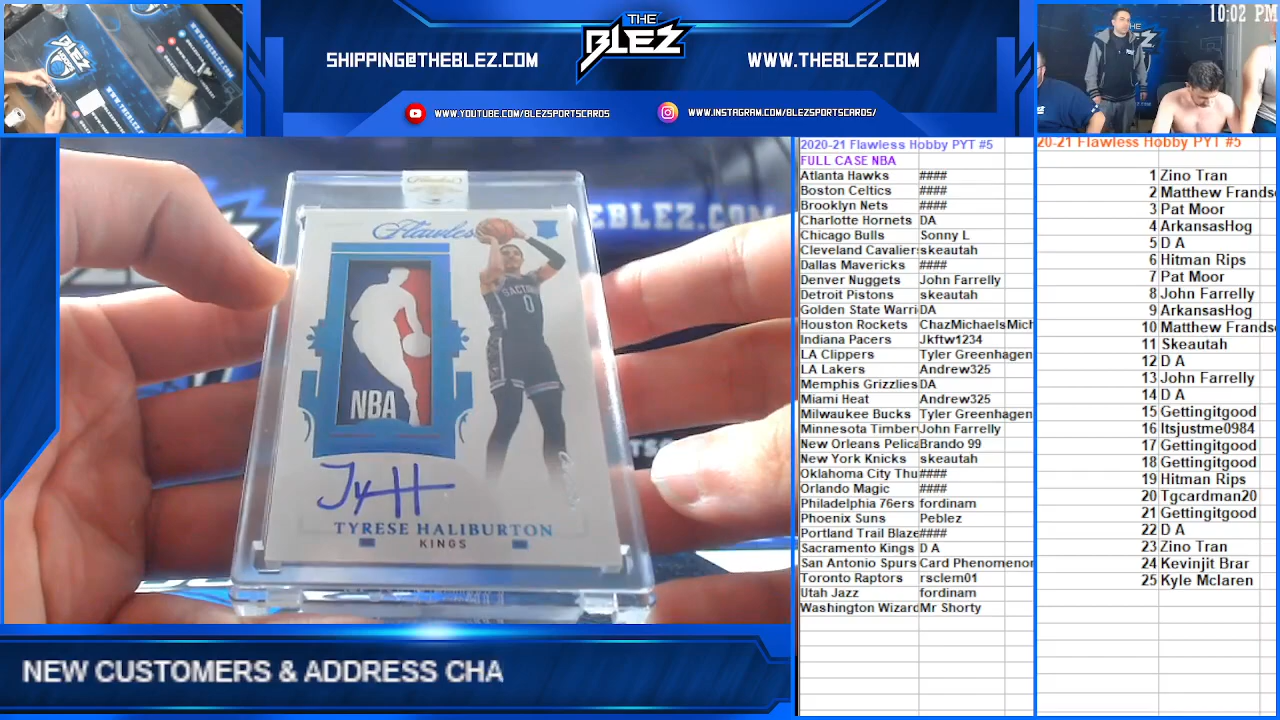 10:02 PM
THE
BLEZ
SHIPPING@THEBLEZ.COM
WWW.THEBLEZ.COM
WWW.YOUTUBE.COM/BLEZSPORTSCARDS
WWW.INSTAGRAM.COM/BLEZSPORTSCARDS/
Flawless
NBA
SACTOWN
0
TYRESE HALIBURTON
KINGS
NEW CUSTOMERS & ADDRESS CHA
2020-21 Flawless Hobby PYT #5
FULL CASE NBA
Atlanta Hawks ####
Boston Celtics ####
Brooklyn Nets ####
Charlotte Hornets DA
Chicago Bulls Sonny L
Cleveland Cavaliers skeautah
Dallas Mavericks ####
Denver Nuggets John Farrelly
Detroit Pistons skeautah
Golden State Warri DA
Houston Rockets ChazMichaelsMich
Indiana Pacers Jkftw1234
LA Clippers Tyler Greenhagen
LA Lakers Andrew325
Memphis Grizzlies DA
Miami Heat Andrew325
Milwaukee Bucks Tyler Greenhagen
Minnesota Timber John Farrelly
New Orleans Pelica Brando 99
New York Knicks skeautah
Oklahoma City Thu ####
Orlando Magic ####
Philadelphia 76ers fordinam
Phoenix Suns Peblez
Portland Trail Blaze ####
Sacramento Kings D A
San Antonio Spurs Card Phenomenon
Toronto Raptors rsclem01
Utah Jazz fordinam
Washington Wizard Mr Shorty
20-21 Flawless Hobby PYT #5
1 Zino Tran
2 Matthew Frands
3 Pat Moor
4 ArkansasHog
5 D A
6 Hitman Rips
7 Pat Moor
8 John Farrelly
9 ArkansasHog
10 Matthew Frands
11 Skeautah
12 D A
13 John Farrelly
14 D A
15 Gettingitgood
16 Itsjustme0984
17 Gettingitgood
18 Gettingitgood
19 Hitman Rips
20 Tgcardman20
21 Gettingitgood
22 D A
23 Zino Tran
24 Kevinjit Brar
25 Kyle Mclaren